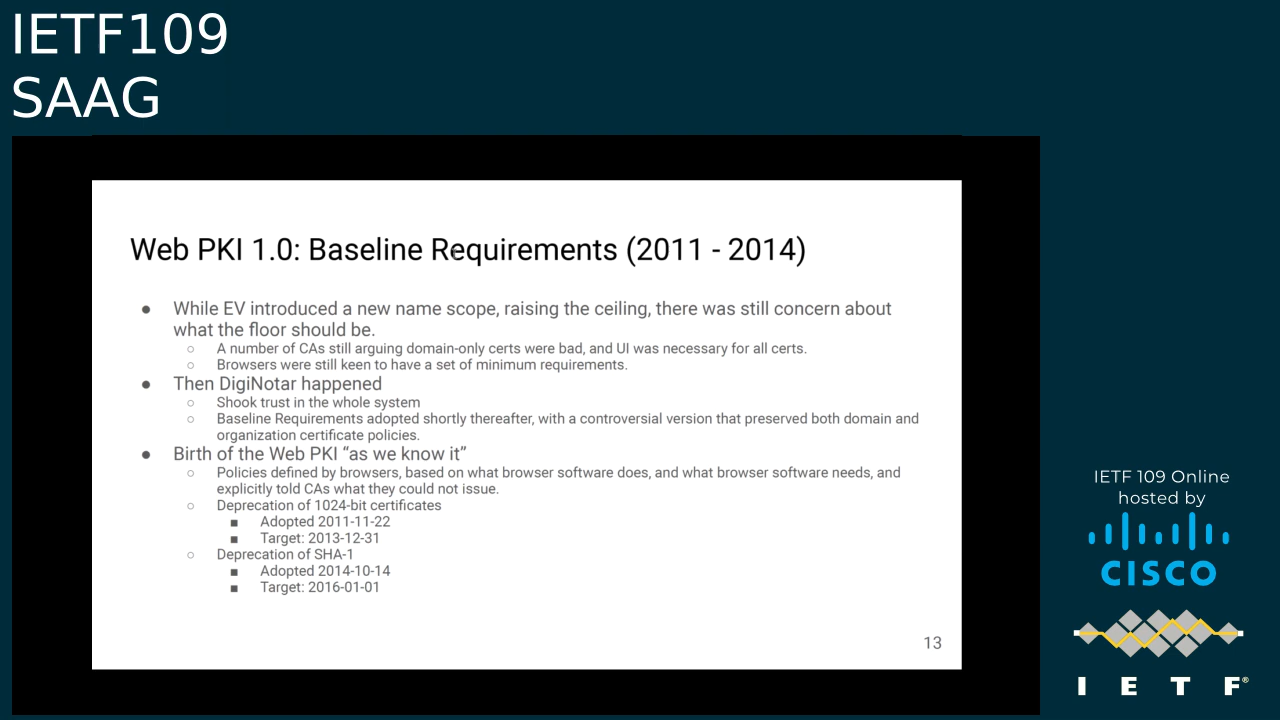 IETF109
SAAG
Web PKI 1.0: Baseline Requirements (2011 - 2014)
● While EV introduced a new name scope, raising the ceiling, there was still concern about
what the floor should be.
○ A number of CAs still arguing domain-only certs were bad, and UI was necessary for all certs.
○ Browsers were still keen to have a set of minimum requirements.
● Then DigiNotar happened
○ Shook trust in the whole system
○ Baseline Requirements adopted shortly thereafter, with a controversial version that preserved both domain and
organization certificate policies.
● Birth of the Web PKI “as we know it”
○ Policies defined by browsers, based on what browser software does, and what browser software needs, and
explicitly told CAs what they could not issue.
○ Deprecation of 1024-bit certificates
■ Adopted 2011-11-22
■ Target: 2013-12-31
○ Deprecation of SHA-1
■ Adopted 2014-10-14
■ Target: 2016-01-01
13
IETF 109 Online
hosted by
CISCO
I E T F®